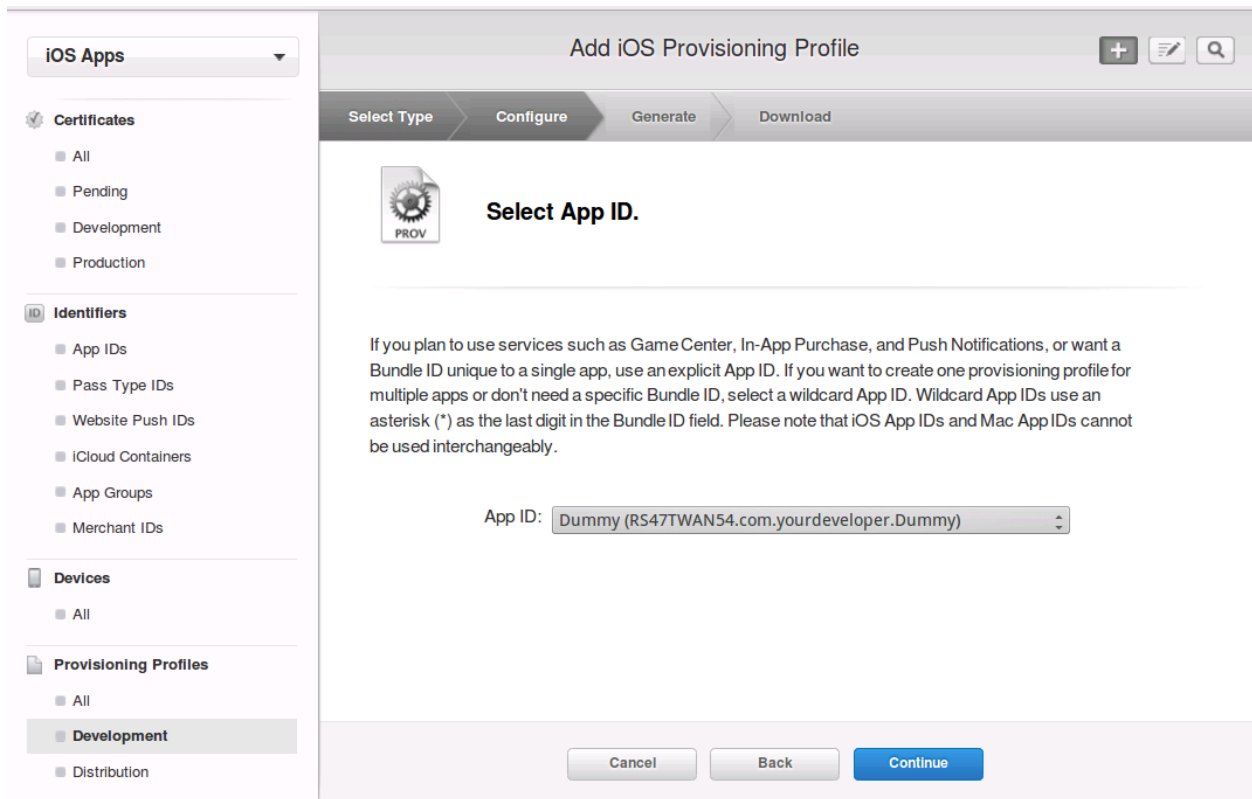 iOS Apps
Certificates
All
Pending
Development
Production
ID Identifiers
App IDs
Pass Type IDs
Website Push IDs
iCloud Containers
App Groups
Merchant IDs
Devices
All
Provisioning Profiles
All
Development
Distribution
Add iOS Provisioning Profile
Select Type Configure Generate Download
PROV
Select App ID.
If you plan to use services such as Game Center, In-App Purchase, and Push Notifications, or want a
Bundle ID unique to a single app, use an explicit App ID. If you want to create one provisioning profile for
multiple apps or don't need a specific Bundle ID, select a wildcard App ID. Wildcard App IDs use an
asterisk (*) as the last digit in the Bundle ID field. Please note that iOS App IDs and Mac App IDs cannot
be used interchangeably.
App ID: Dummy (RS47TWAN54.com.yourdeveloper.Dummy)
Cancel Back Continue